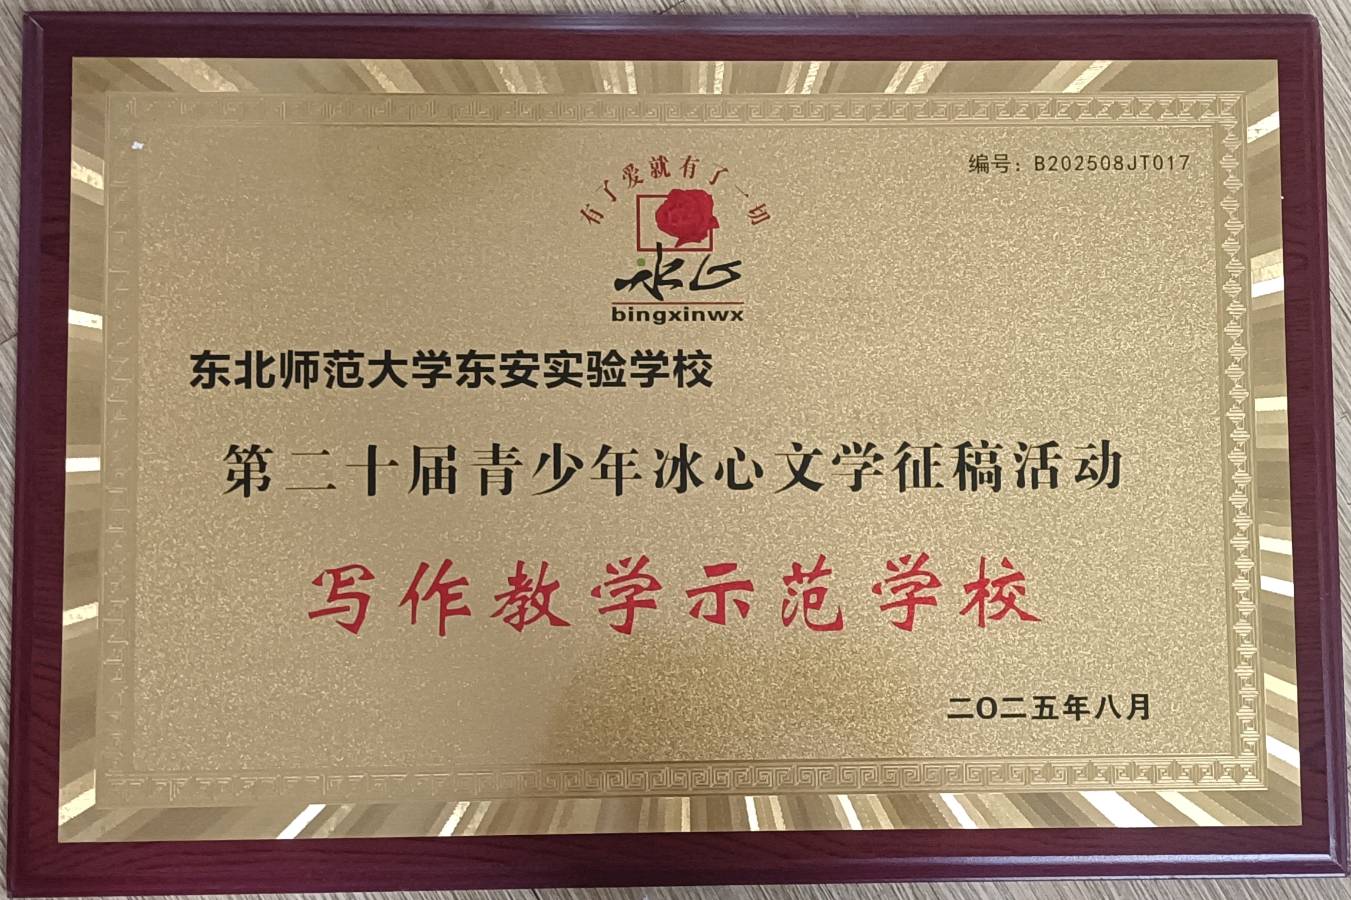 编号：B202508JT017
有了爱就有了一切
冰心
bingxinwx
东北师范大学东安实验学校
第二十届青少年冰心文学征稿活动
写作教学示范学校
二O二五年八月